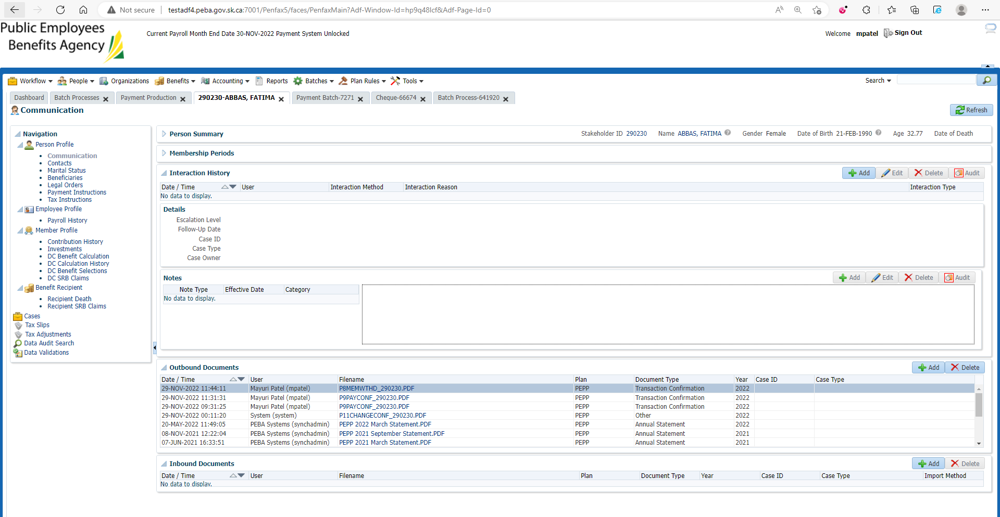 Not secure testadf4.peba.gov.sk.ca:7001/Penfax5/faces/PenfaxMain?Adf-Window-Id=hp9q48lcf&Adf-Page-Id=0
Public Employees
Benefits Agency
Current Payroll Month End Date 30-NOV-2022 Payment System Unlocked
Welcome mpatel Sign Out
Workflow People Organizations Benefits Accounting Reports Batches Plan Rules Tools Search
Dashboard Batch Processes Payment Production 290230-ABBAS, FATIMA Payment Batch-7271 Cheque-66674 Batch Process-641920
Communication Refresh
Navigation
Person Profile
Communication
Contacts
Marital Status
Beneficiaries
Legal Orders
Payment Instructions
Tax Instructions
Employee Profile
Payroll History
Member Profile
Contribution History
Investments
DC Benefit Calculation
DC Calculation History
DC Benefit Selections
DC SRB Claims
Benefit Recipient
Recipient Death
Recipient SRB Claims
Cases
Tax Slips
Tax Adjustments
Data Audit Search
Data Validations
Person Summary Stakeholder ID 290230 Name ABBAS, FATIMA Gender Female Date of Birth 21-FEB-1990 Age 32.77 Date of Death
Membership Periods
Interaction History Add Edit Delete Audit
Date / Time User Interaction Method Interaction Reason Interaction Type
No data to display.
Details
Escalation Level
Follow-Up Date
Case ID
Case Type
Case Owner
Notes Add Edit Delete Audit
Note Type Effective Date Category
No data to display.
Outbound Documents Add Delete
Date / Time User Filename Plan Document Type Year Case ID Case Type
29-NOV-2022 11:44:11 Mayuri Patel (mpatel) P8MEMWTHD_290230.PDF PEPP Transaction Confirmation 2022
29-NOV-2022 11:31:31 Mayuri Patel (mpatel) P9PAYCONF_290230.PDF PEPP Transaction Confirmation 2022
29-NOV-2022 09:31:25 Mayuri Patel (mpatel) P9PAYCONF_290230.PDF PEPP Transaction Confirmation 2022
29-NOV-2022 00:11:20 System (system) P11CHANGECONF_290230.PDF PEPP Other 2022
20-MAY-2022 11:49:05 PEBA Systems (synchadmin) PEPP 2022 March Statement.PDF PEPP Annual Statement 2022
08-NOV-2021 12:22:04 PEBA Systems (synchadmin) PEPP 2021 September Statement.PDF PEPP Annual Statement 2021
07-JUN-2021 16:33:51 PEBA Systems (synchadmin) PEPP 2021 March Statement.PDF PEPP Annual Statement 2021
Inbound Documents Add Delete
Date / Time User Filename Plan Document Type Year Case ID Case Type Import Method
No data to display.